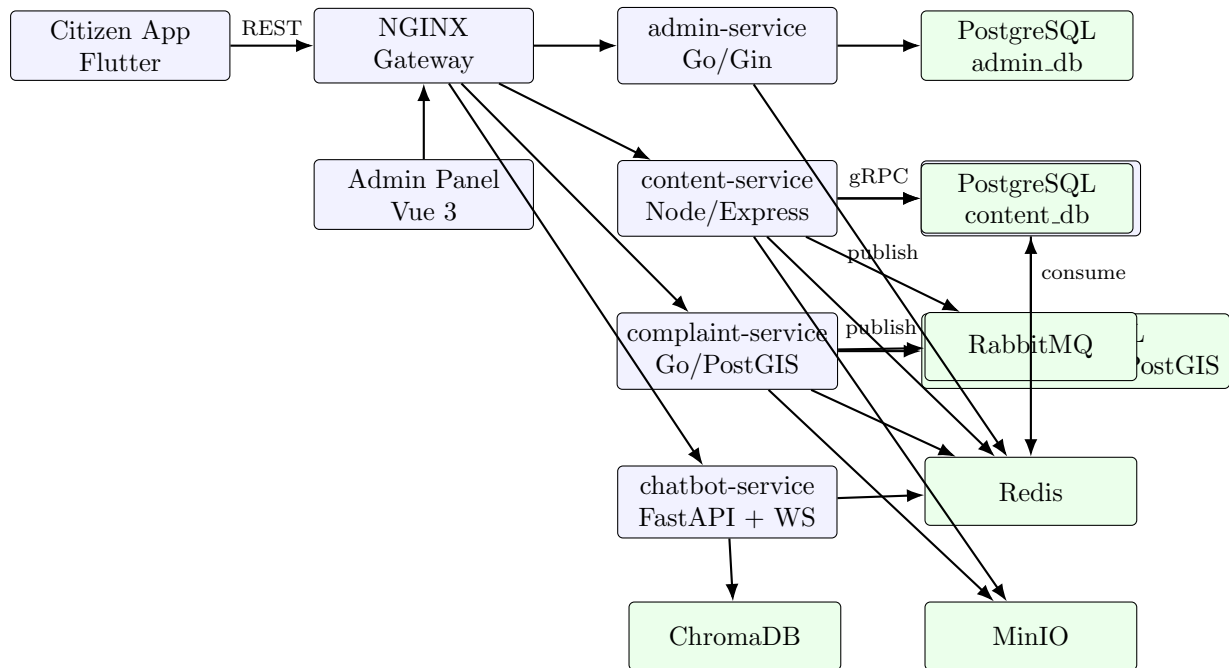 Citizen App
Flutter
REST
NGINX
Gateway
admin-service
Go/Gin
PostgreSQL
admin_db
Admin Panel
Vue 3
content-service
Node/Express
gRPC
PostgreSQL
content_db
publish
consume
complaint-service
Go/PostGIS
publish
RabbitMQ
L
PostGIS
chatbot-service
FastAPI + WS
Redis
ChromaDB
MinIO